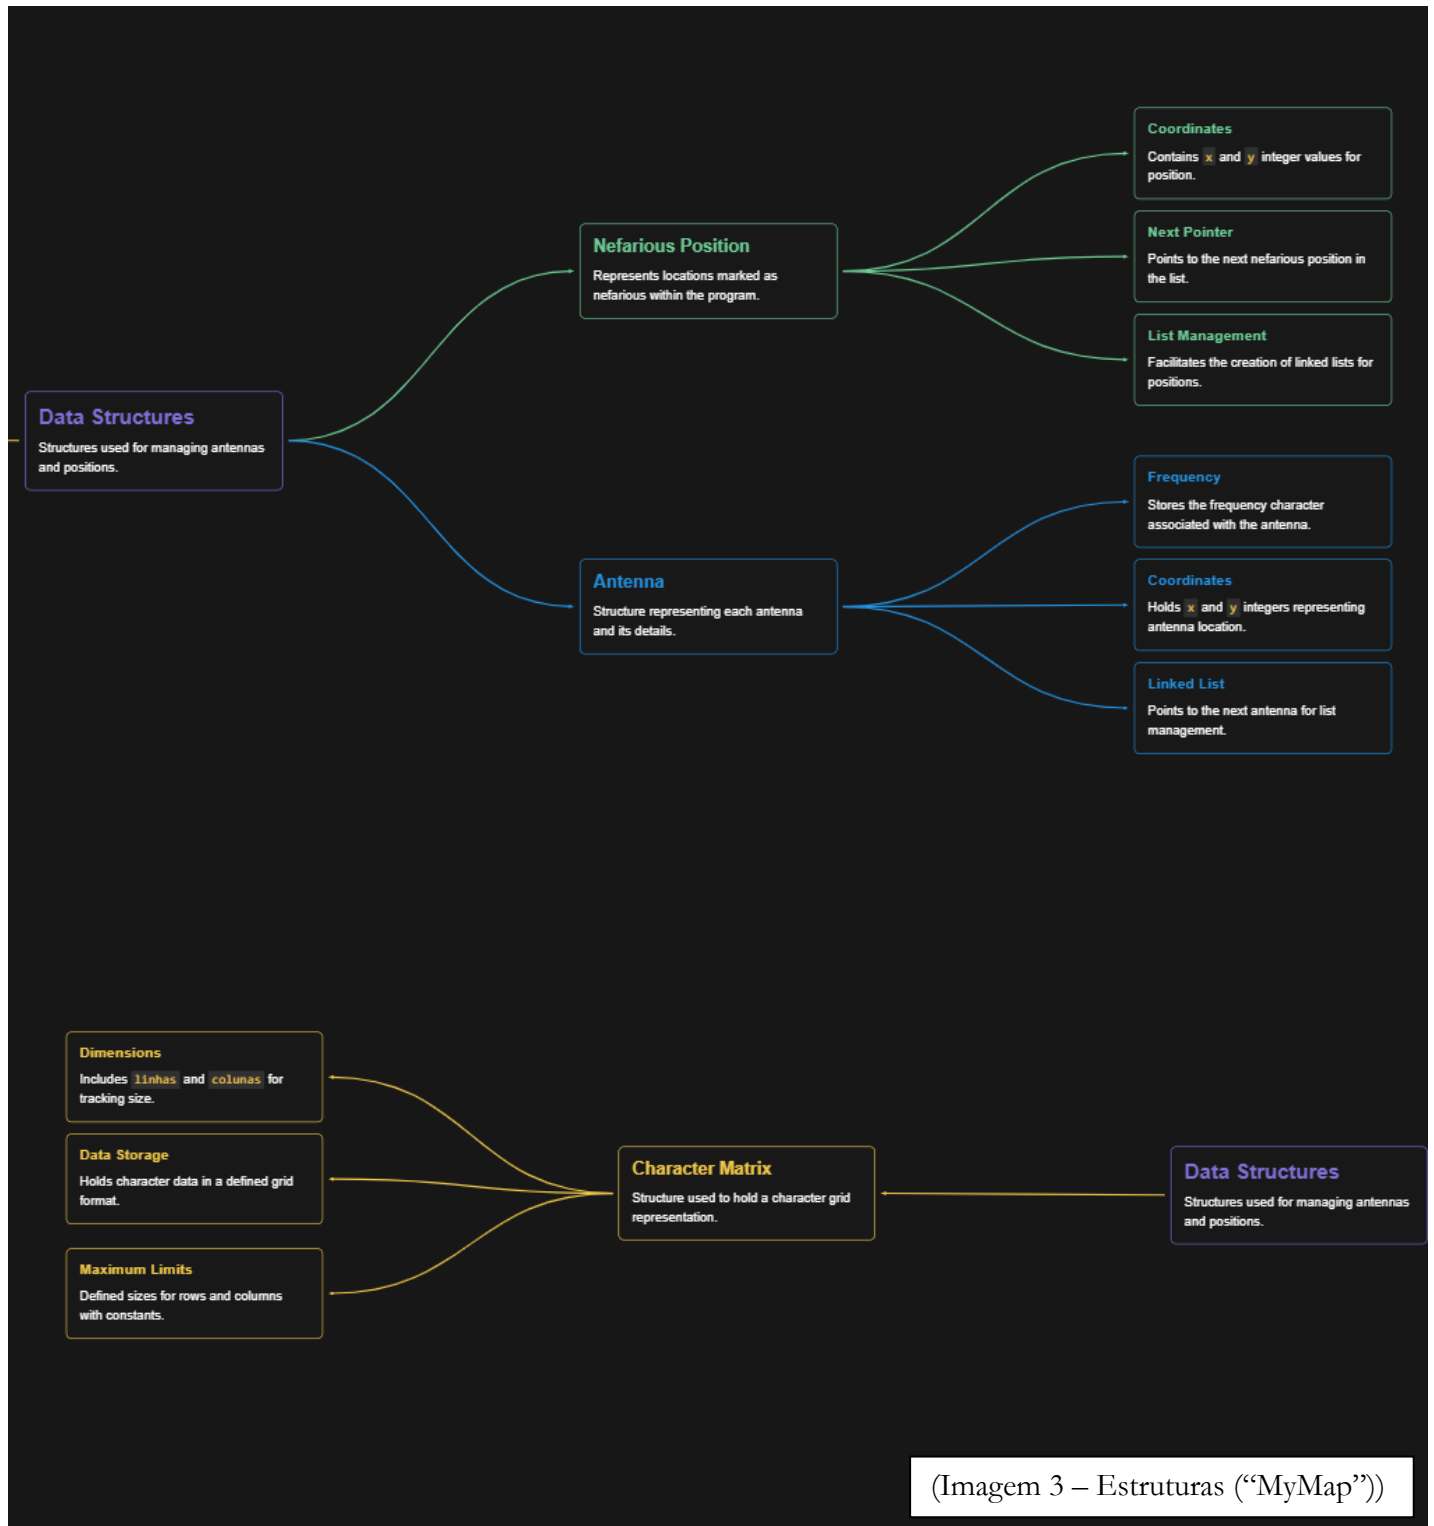 Data Structures
Structures used for managing antennas
and positions.
Nefarious Position
Represents locations marked as
nefarious within the program.
Coordinates
Contains x and y integer values for
position.
Next Pointer
Points to the next nefarious position in
the list.
List Management
Facilitates the creation of linked lists for
positions.
Antenna
Structure representing each antenna
and its details.
Frequency
Stores the frequency character
associated with the antenna.
Coordinates
Holds x and y integers representing
antenna location.
Linked List
Points to the next antenna for list
management.
Dimensions
Includes linhas and colunas for
tracking size.
Data Storage
Holds character data in a defined grid
format.
Maximum Limits
Defined sizes for rows and columns
with constants.
Character Matrix
Structure used to hold a character grid
representation.
Data Structures
Structures used for managing antennas
and positions.
(Imagem 3 – Estruturas (“MyMap”))